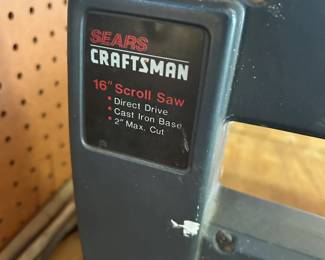 SEARS
CRAFTSMAN
16" Scroll Saw
• Direct Drive
• Cast Iron Base
• 2" Max. Cut